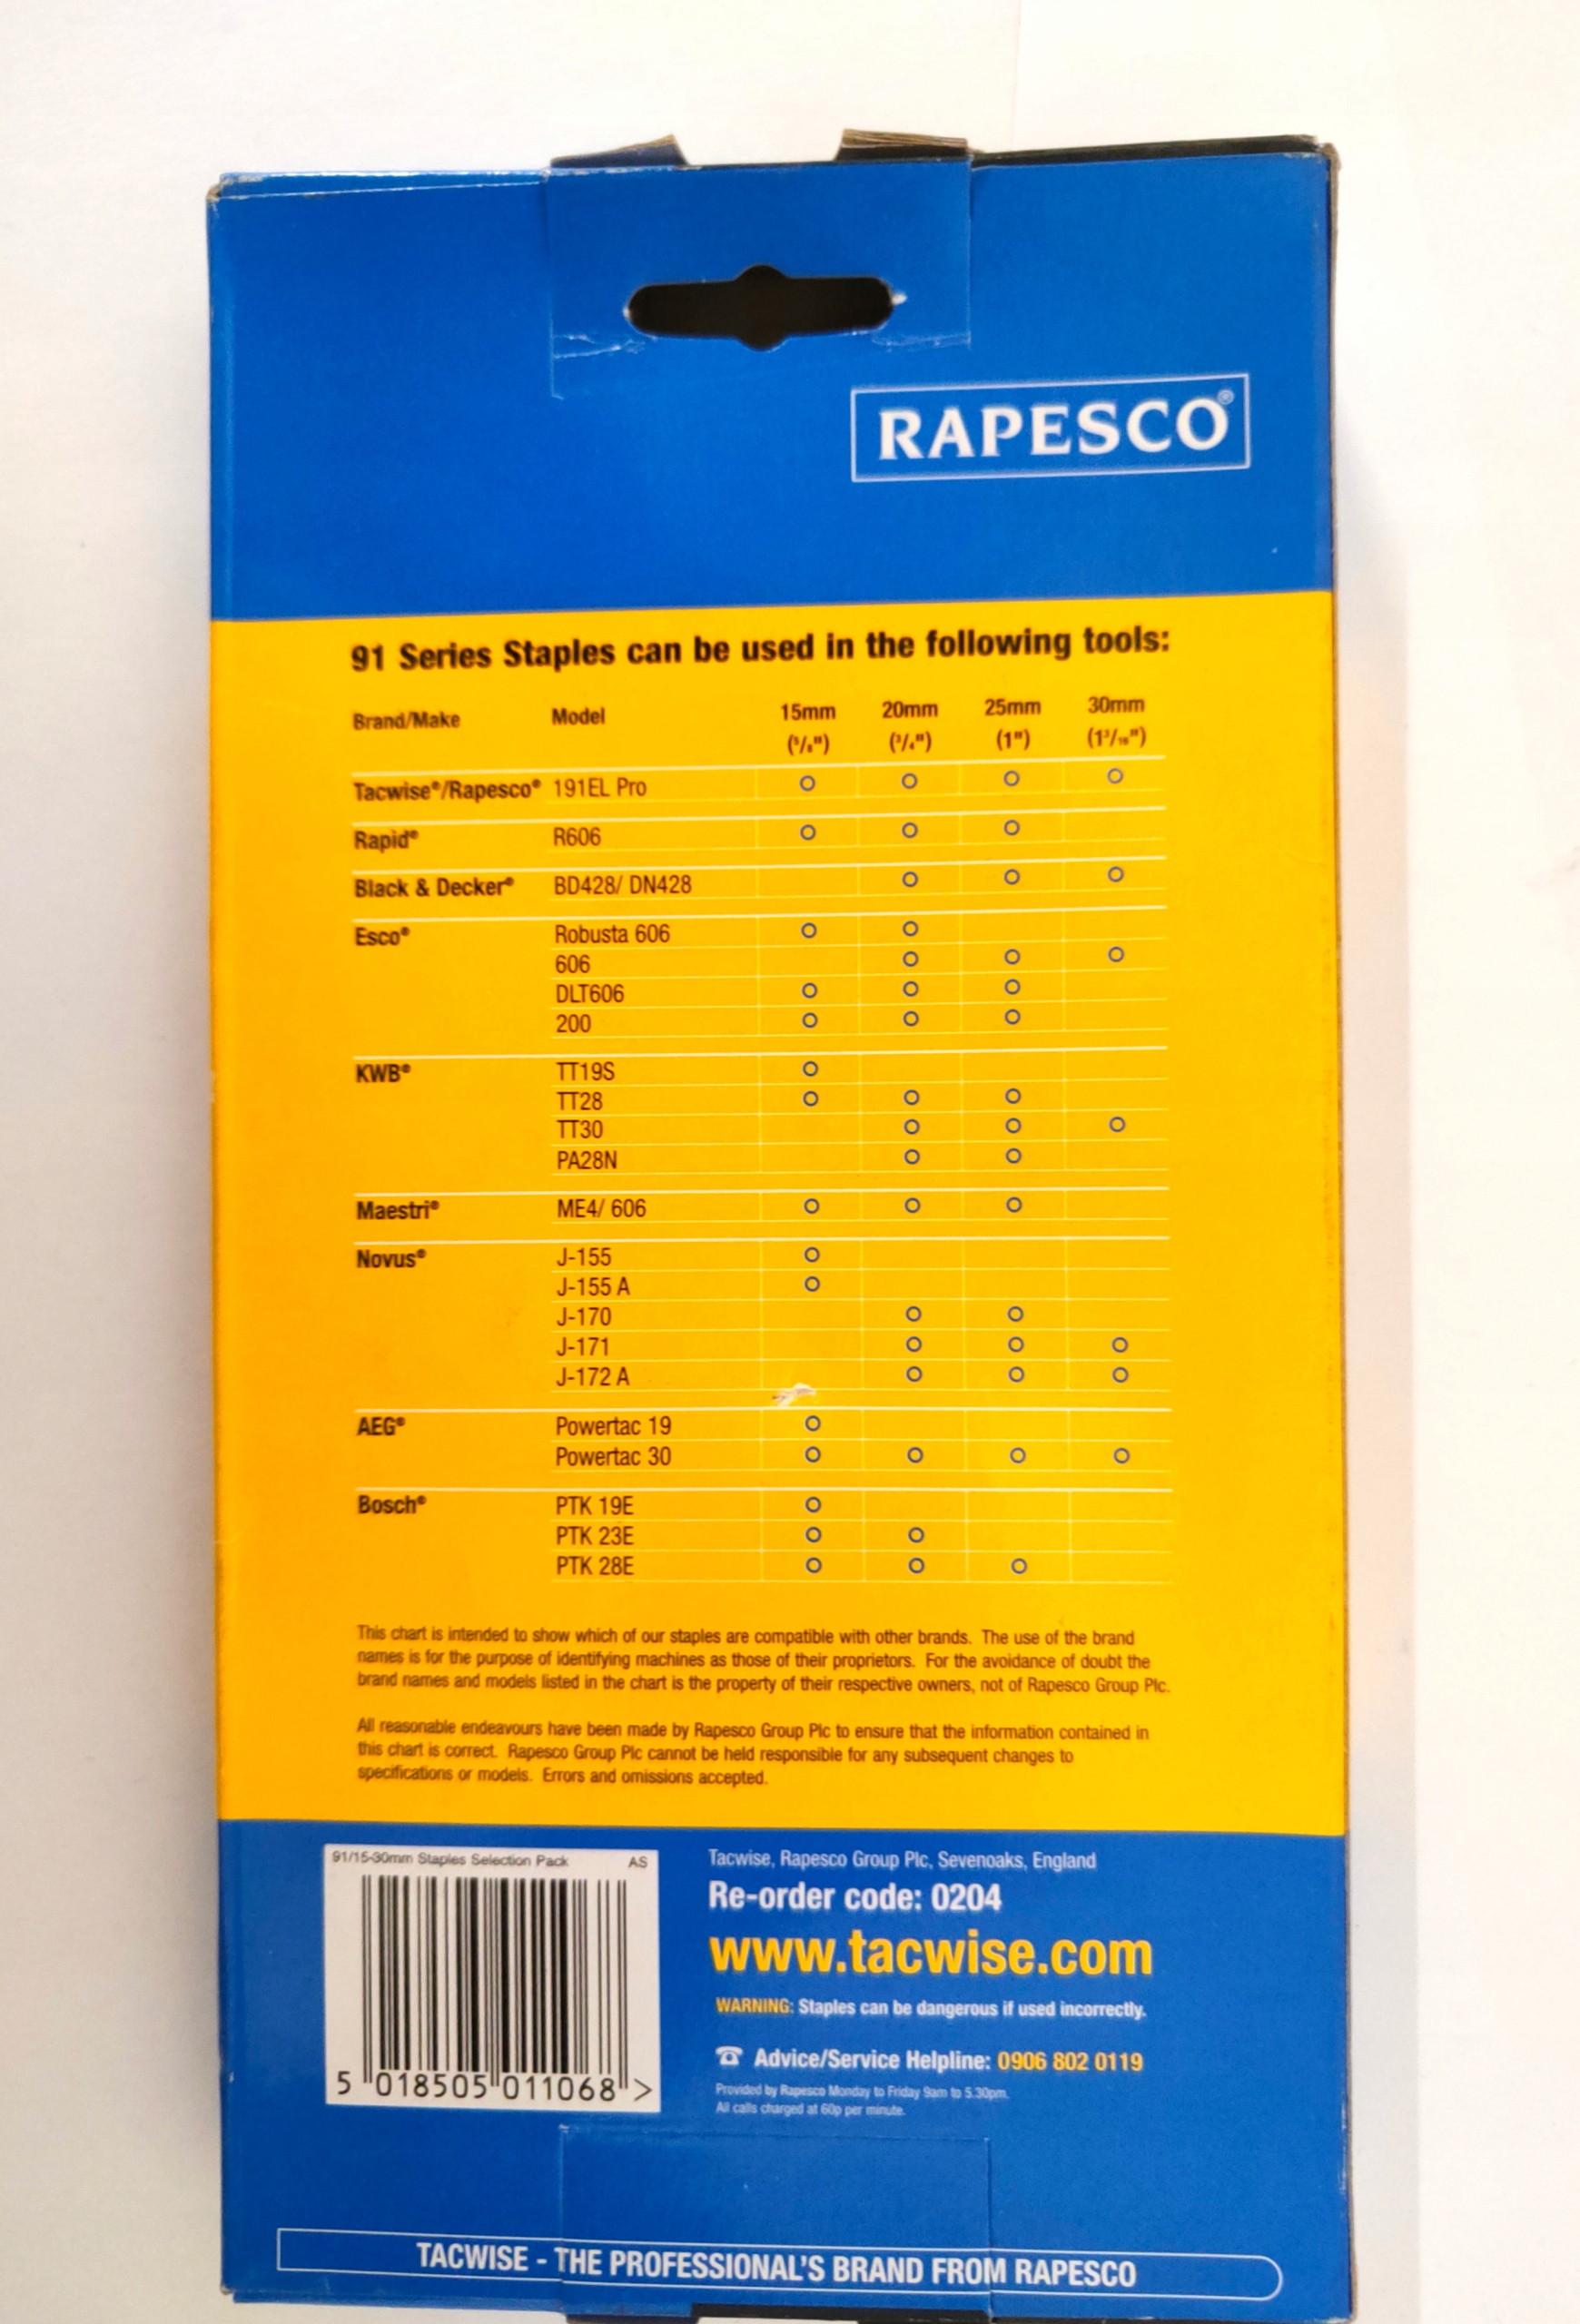 RAPESCO®
91 Series Staples can be used in the following tools:
Brand/Make Model 15mm 20mm 25mm 30mm
(5/8") (3/4") (1") (1 3/16")
Tacwise®/Rapesco® 191EL Pro O O O O
Rapid® R606 O O O
Black & Decker® BD428/ DN428 O O O
Esco® Robusta 606 O O
606 O O O
DLT606 O O O
200 O O O
KWB® TT19S O
TT28 O O O
TT30 O O O
PA28N O O
Maestri® ME4/ 606 O O O
Novus® J-155 O
J-155 A O
J-170 O O
J-171 O O O
J-172 A O O O
AEG® Powertac 19 O
Powertac 30 O O O O
Bosch® PTK 19E O
PTK 23E O O
PTK 28E O O O
This chart is intended to show which of our staples are compatible with other brands. The use of the brand
names is for the purpose of identifying machines as those of their proprietors. For the avoidance of doubt the
brand names and models listed in the chart is the property of their respective owners, not of Rapesco Group Plc.
All reasonable endeavours have been made by Rapesco Group Plc to ensure that the information contained in
this chart is correct. Rapesco Group Plc cannot be held responsible for any subsequent changes to
specifications or models. Errors and omissions accepted.
91/15-30mm Staples Selection Pack AS
5 018505 011068 >
Tacwise, Rapesco Group Plc, Sevenoaks, England
Re-order code: 0204
www.tacwise.com
WARNING: Staples can be dangerous if used incorrectly.
☎ Advice/Service Helpline: 0906 802 0119
Provided by Rapesco Monday to Friday 9am to 5.30pm.
All calls charged at 60p per minute.
TACWISE - THE PROFESSIONAL'S BRAND FROM RAPESCO